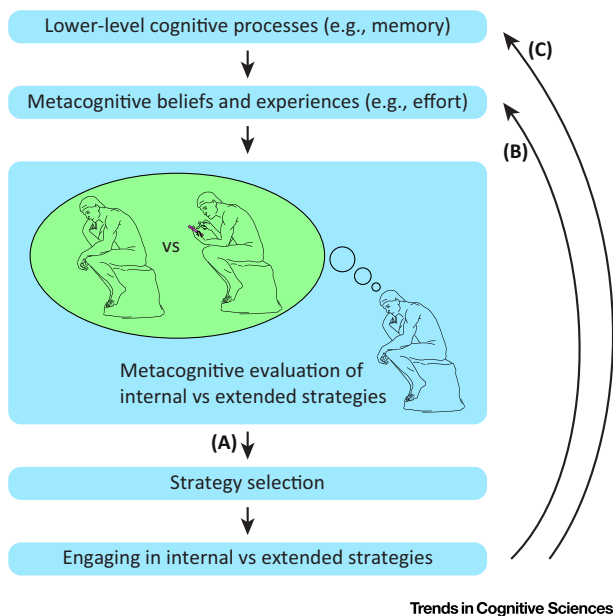 Lower-level cognitive processes (e.g., memory)
(C)
Metacognitive beliefs and experiences (e.g., effort)
(B)
vs
Metacognitive evaluation of
internal vs extended strategies
(A)
Strategy selection
Engaging in internal vs extended strategies
Trends in Cognitive Sciences